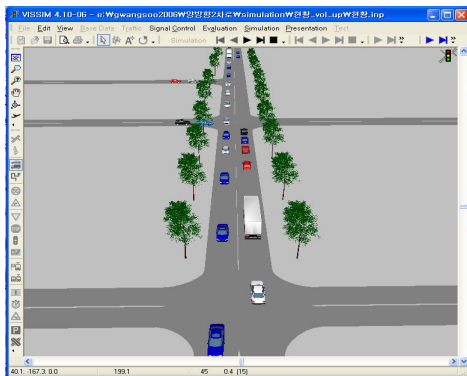 VISSIM 4.10-06 - e:₩gwangsoo2006₩양방향2차로₩simulation₩현황_vol_up₩현황.inp
File Edit View Base Data Traffic Signal Control Evaluation Simulation Presentation Test
Simulation
40.1:-167.3: 0.0 199.1 45 0.4 (15)